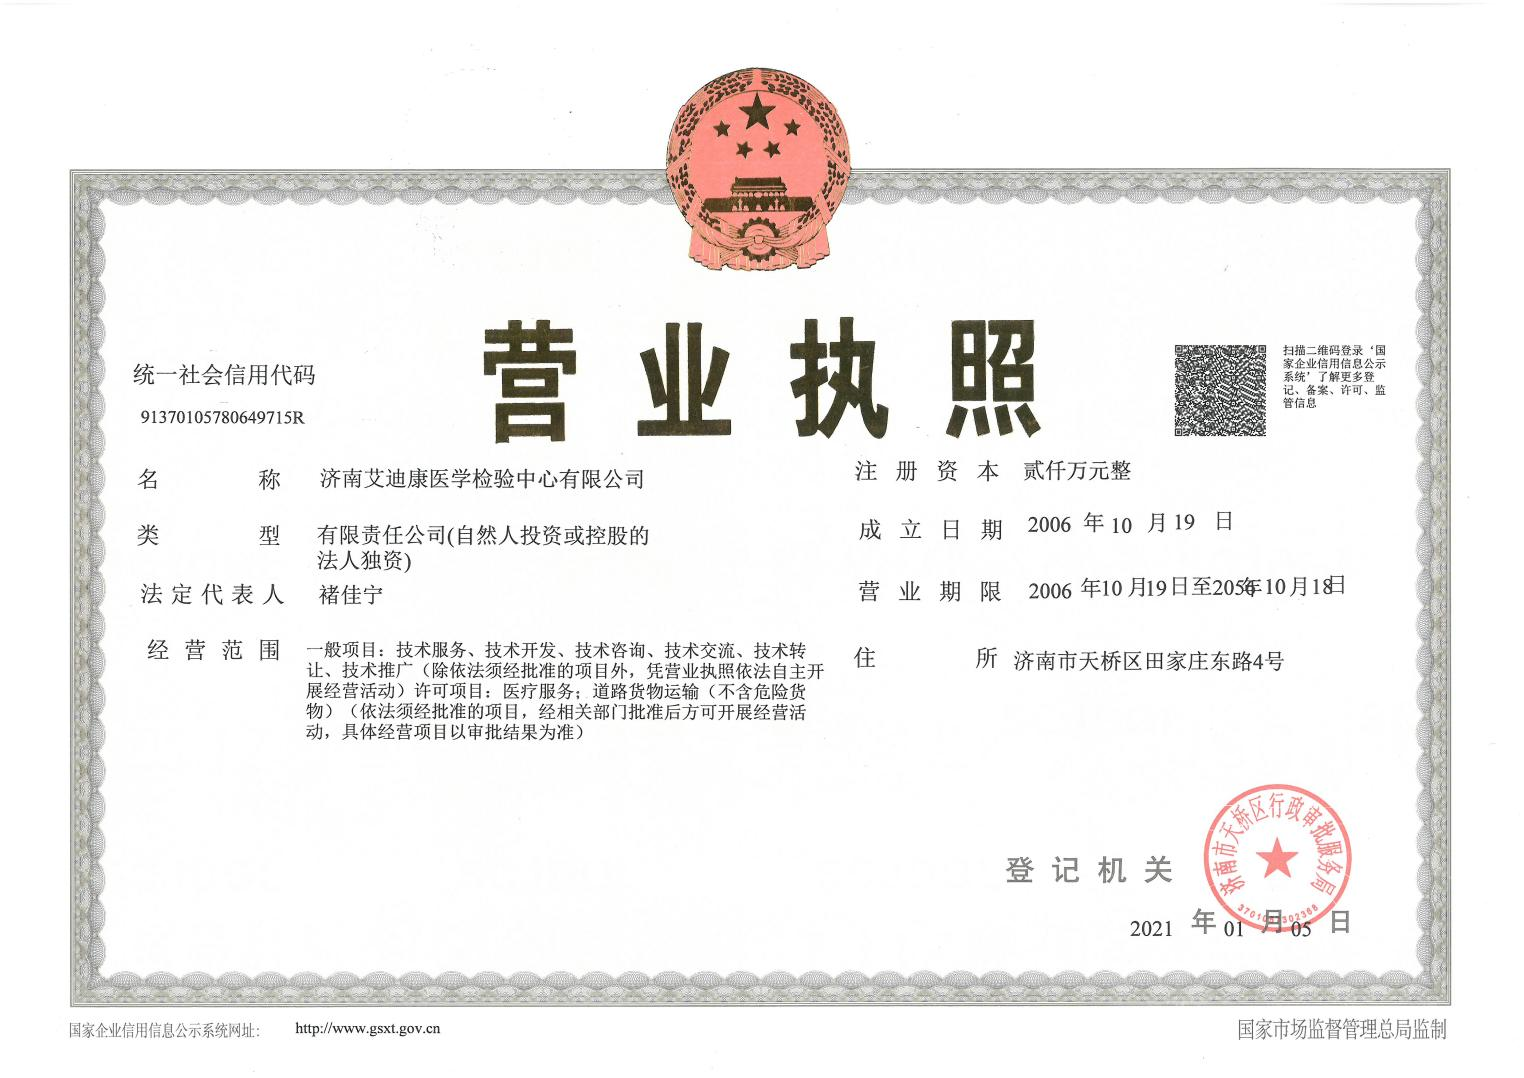 营业执照
统一社会信用代码
91370105780649715R
扫描二维码登录‘国
家企业信用信息公示
系统’了解更多登
记、备案、许可、监
管信息
名 称 济南艾迪康医学检验中心有限公司
类 型 有限责任公司(自然人投资或控股的
法人独资)
法定代表人 褚佳宁
经营范围 一般项目：技术服务、技术开发、技术咨询、技术交流、技术转
让、技术推广（除依法须经批准的项目外，凭营业执照依法自主开
展经营活动）许可项目：医疗服务；道路货物运输（不含危险货
物）（依法须经批准的项目，经相关部门批准后方可开展经营活
动，具体经营项目以审批结果为准）
注册资本 贰仟万元整
成立日期 2006 年 10 月 19 日
营业期限 2006 年 10 月 19 日至 2056 年 10 月 18 日
住 所 济南市天桥区田家庄东路4号
登记机关
济南市天桥区行政审批服务局
2021 年 01 月 05 日
国家企业信用信息公示系统网址： http://www.gsxt.gov.cn
国家市场监督管理总局监制